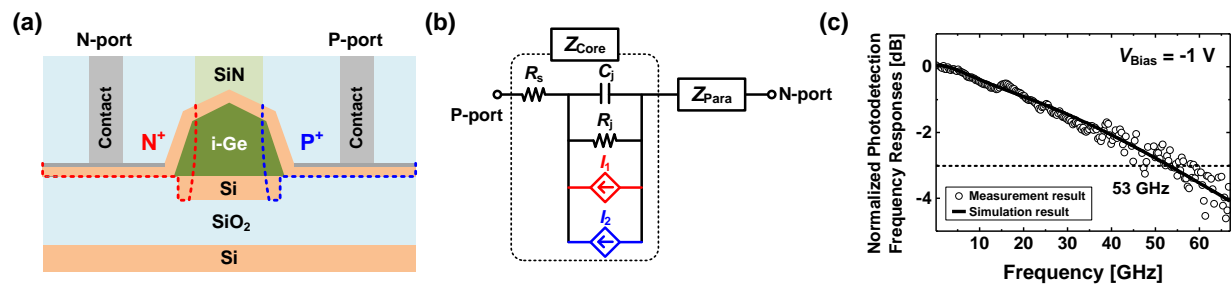 (a)
N-port
P-port
SiN
Contact
Contact
N+
i-Ge
P+
Si
SiO2
Si
(b)
ZCore
Rs
Cj
P-port
ZPara
N-port
Rj
I1
I2
(c)
Normalized Photodetection
Frequency Responses [dB]
VBias = -1 V
0
-2
-4
53 GHz
Measurement result
Simulation result
10 20 30 40 50 60
Frequency [GHz]